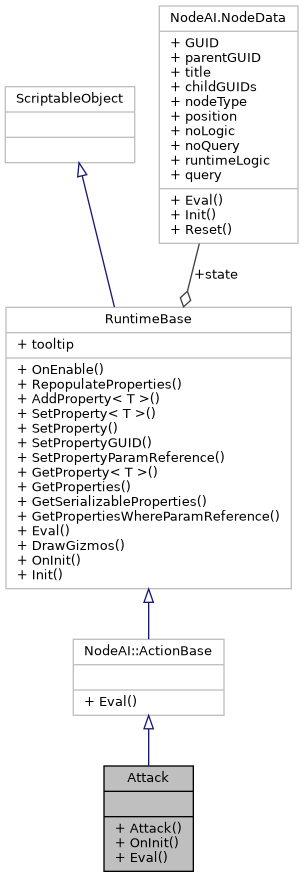 NodeAI.NodeData
+ GUID
+ parentGUID
+ title
+ childGUIDs
+ nodeType
+ position
+ noLogic
+ noQuery
+ runtimeLogic
+ query
+ Eval()
+ Init()
+ Reset()
ScriptableObject
+state
RuntimeBase
+ tooltip
+ OnEnable()
+ RepopulateProperties()
+ AddProperty< T >()
+ SetProperty< T >()
+ SetProperty()
+ SetPropertyGUID()
+ SetPropertyParamReference()
+ GetProperty< T >()
+ GetProperties()
+ GetSerializableProperties()
+ GetPropertiesWhereParamReference()
+ Eval()
+ DrawGizmos()
+ OnInit()
+ Init()
NodeAI::ActionBase
+ Eval()
Attack
+ Attack()
+ OnInit()
+ Eval()